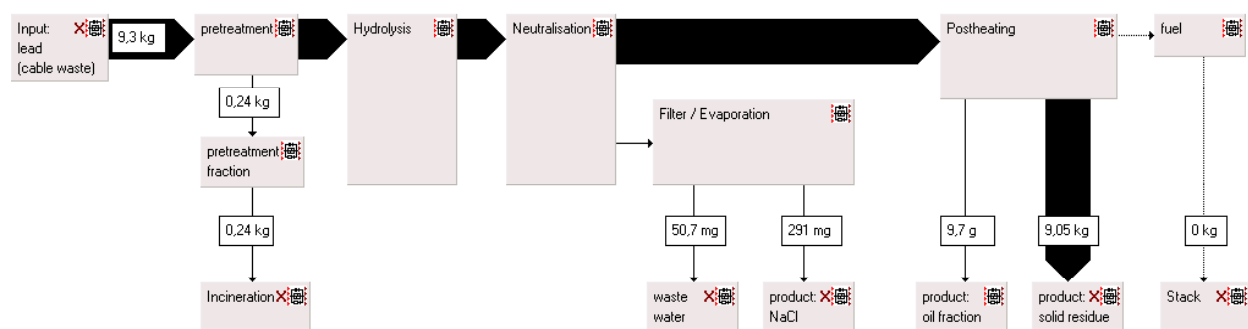 Input:
lead
(cable waste)
9,3 kg
pretreatment
Hydrolysis
Neutralisation
Postheating
fuel
0,24 kg
Filter / Evaporation
pretreatment
fraction
0,24 kg
50,7 mg
291 mg
9,7 g
9,05 kg
0 kg
Incineration
waste
water
product:
NaCl
product:
oil fraction
product:
solid residue
Stack